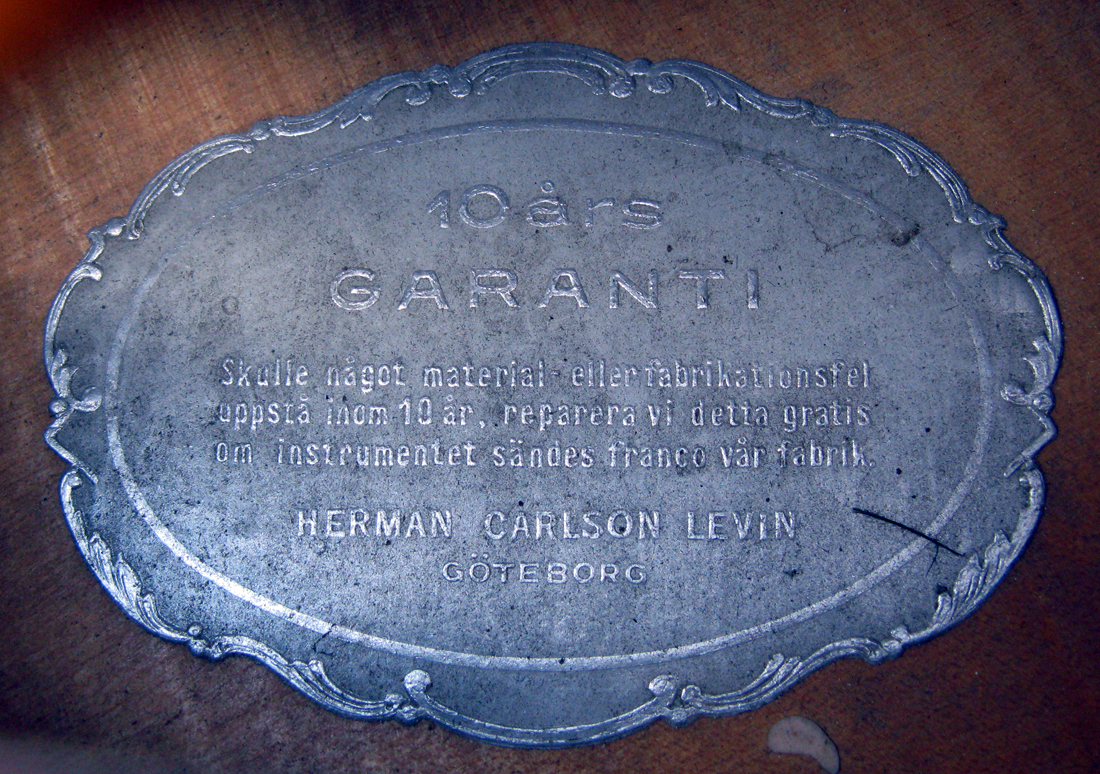 10 års
GARANTI
Skulle något material- eller fabrikationsfel
uppstå inom 10 år, reparera vi detta gratis
om instrumentet sändes franco vår fabrik.
HERMAN CARLSON LEVIN
GÖTEBORG